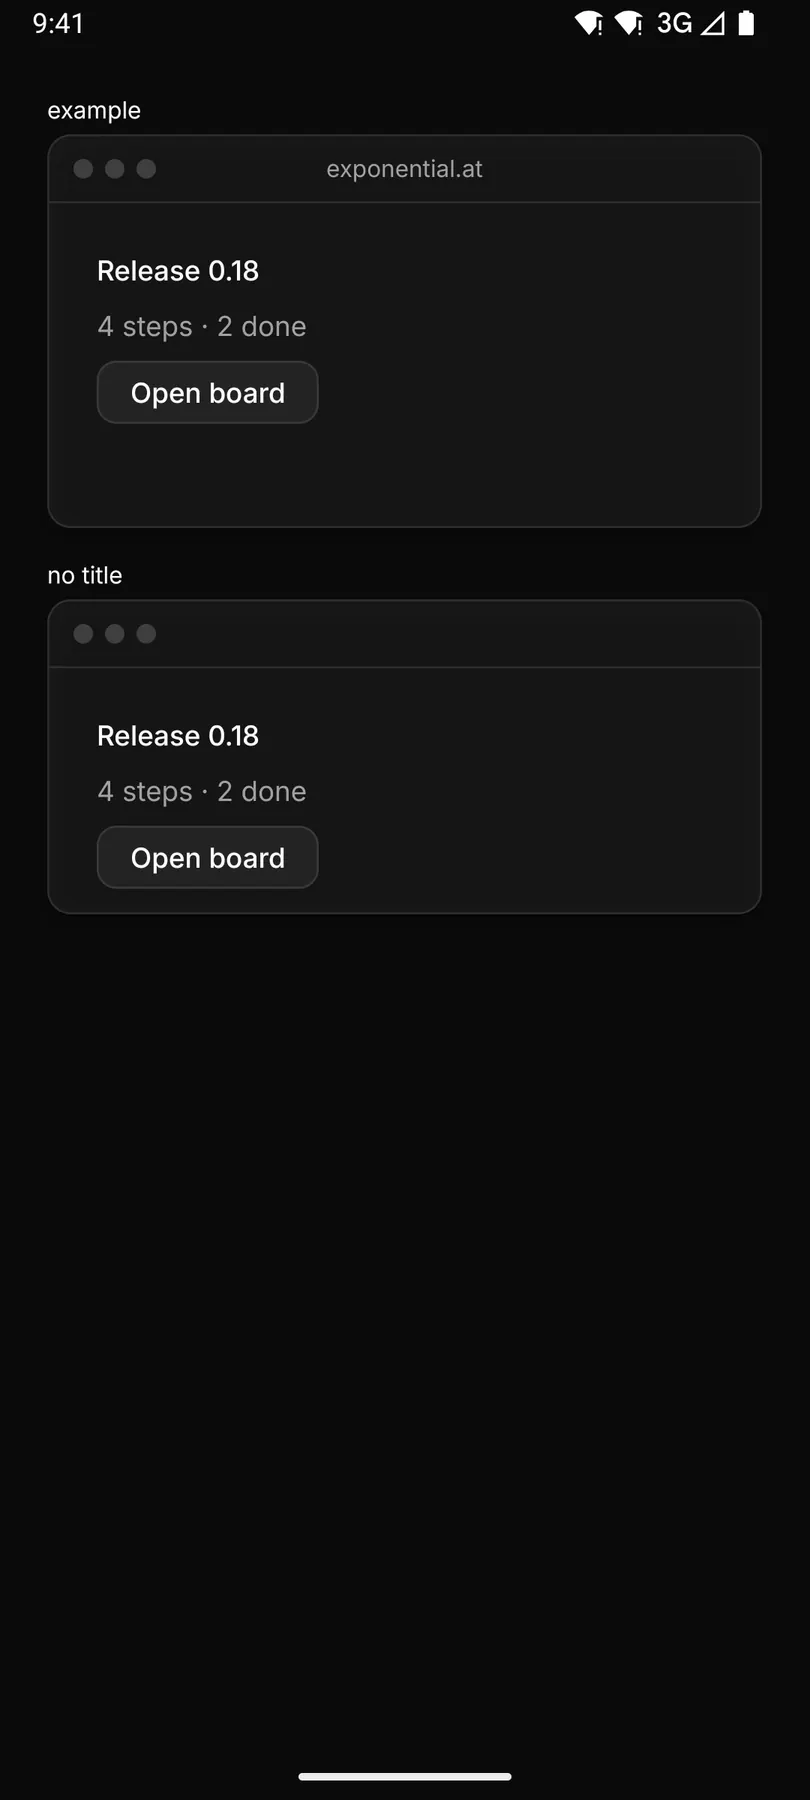 9:41
3G
example
exponential.at
Release 0.18
4 steps · 2 done
Open board
no title
Release 0.18
4 steps · 2 done
Open board